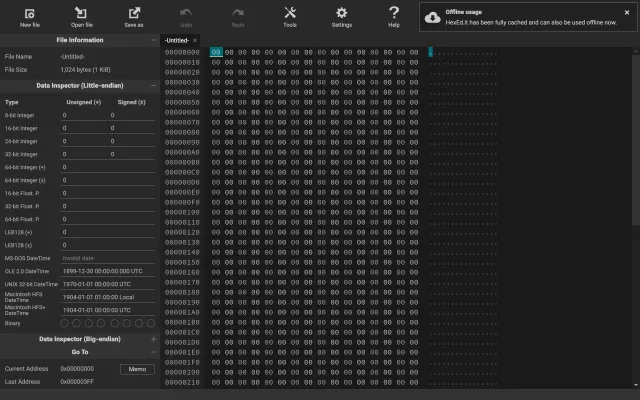 New file Open file Save as Undo Redo Tools Settings Help
Offline usage
HexEd.it has been fully cached and can also be used offline now.
File Information
File Name -Untitled-
File Size 1,024 bytes (1 KiB)
Data Inspector (Little-endian)
Type Unsigned (+) Signed (±)
8-bit Integer 0 0
16-bit Integer 0 0
24-bit Integer 0 0
32-bit Integer 0 0
64-bit Integer (+) 0
64-bit Integer (±) 0
16-bit Float. P. 0
32-bit Float. P. 0
64-bit Float. P. 0
LEB128 (+) 0
LEB128 (±) 0
MS-DOS DateTime Invalid date
OLE 2.0 DateTime 1899-12-30 00:00:00.000 UTC
UNIX 32-bit DateTime 1970-01-01 00:00:00 UTC
Macintosh HFS DateTime 1904-01-01 01:00:00 Local
Macintosh HFS+ DateTime 1904-01-01 00:00:00 UTC
Binary
Data Inspector (Big-endian)
Go To
Current Address 0x00000000 Memo
Last Address 0x000003FF
-Untitled-
00000000 00 00 00 00 00 00 00 00 00 00 00 00 00 00 00 00
00000010 00 00 00 00 00 00 00 00 00 00 00 00 00 00 00 00
00000020 00 00 00 00 00 00 00 00 00 00 00 00 00 00 00 00
00000030 00 00 00 00 00 00 00 00 00 00 00 00 00 00 00 00
00000040 00 00 00 00 00 00 00 00 00 00 00 00 00 00 00 00
00000050 00 00 00 00 00 00 00 00 00 00 00 00 00 00 00 00
00000060 00 00 00 00 00 00 00 00 00 00 00 00 00 00 00 00
00000070 00 00 00 00 00 00 00 00 00 00 00 00 00 00 00 00
00000080 00 00 00 00 00 00 00 00 00 00 00 00 00 00 00 00
00000090 00 00 00 00 00 00 00 00 00 00 00 00 00 00 00 00
000000A0 00 00 00 00 00 00 00 00 00 00 00 00 00 00 00 00
000000B0 00 00 00 00 00 00 00 00 00 00 00 00 00 00 00 00
000000C0 00 00 00 00 00 00 00 00 00 00 00 00 00 00 00 00
000000D0 00 00 00 00 00 00 00 00 00 00 00 00 00 00 00 00
000000E0 00 00 00 00 00 00 00 00 00 00 00 00 00 00 00 00
000000F0 00 00 00 00 00 00 00 00 00 00 00 00 00 00 00 00
00000100 00 00 00 00 00 00 00 00 00 00 00 00 00 00 00 00
00000110 00 00 00 00 00 00 00 00 00 00 00 00 00 00 00 00
00000120 00 00 00 00 00 00 00 00 00 00 00 00 00 00 00 00
00000130 00 00 00 00 00 00 00 00 00 00 00 00 00 00 00 00
00000140 00 00 00 00 00 00 00 00 00 00 00 00 00 00 00 00
00000150 00 00 00 00 00 00 00 00 00 00 00 00 00 00 00 00
00000160 00 00 00 00 00 00 00 00 00 00 00 00 00 00 00 00
00000170 00 00 00 00 00 00 00 00 00 00 00 00 00 00 00 00
00000180 00 00 00 00 00 00 00 00 00 00 00 00 00 00 00 00
00000190 00 00 00 00 00 00 00 00 00 00 00 00 00 00 00 00
000001A0 00 00 00 00 00 00 00 00 00 00 00 00 00 00 00 00
000001B0 00 00 00 00 00 00 00 00 00 00 00 00 00 00 00 00
000001C0 00 00 00 00 00 00 00 00 00 00 00 00 00 00 00 00
000001D0 00 00 00 00 00 00 00 00 00 00 00 00 00 00 00 00
000001E0 00 00 00 00 00 00 00 00 00 00 00 00 00 00 00 00
000001F0 00 00 00 00 00 00 00 00 00 00 00 00 00 00 00 00
00000200 00 00 00 00 00 00 00 00 00 00 00 00 00 00 00 00
00000210 00 00 00 00 00 00 00 00 00 00 00 00 00 00 00 00